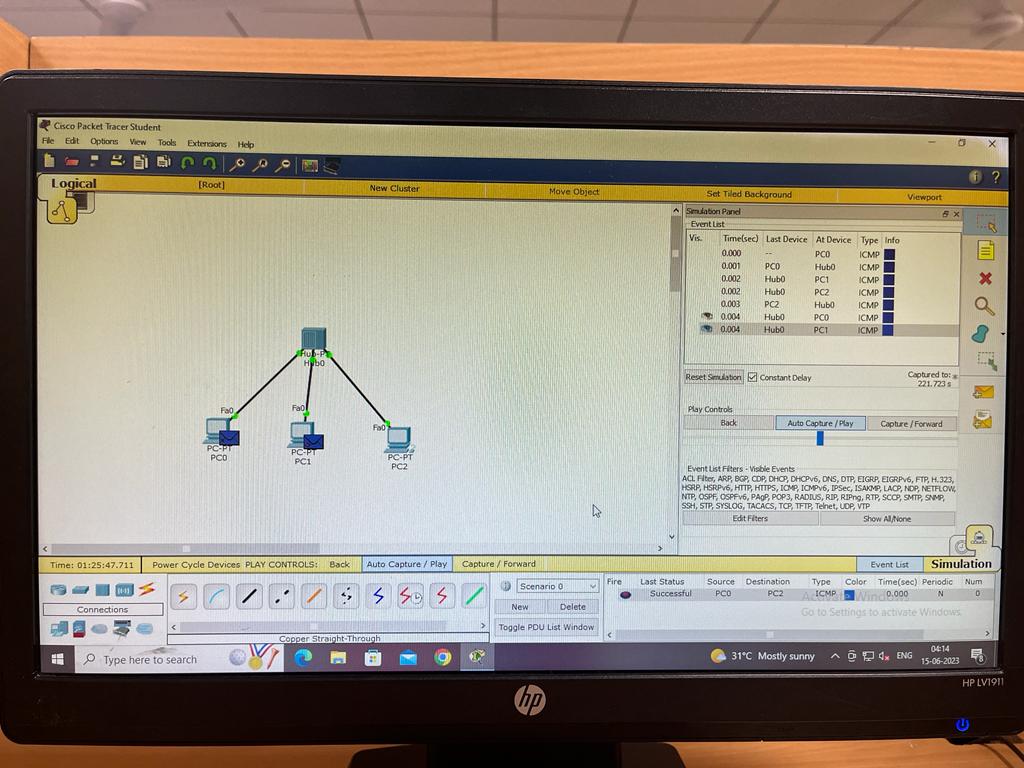 Cisco Packet Tracer Student
File Edit Options View Tools Extensions Help
Logical [Root] New Cluster Move Object Set Tiled Background Viewport
Simulation Panel
Event List
Vis. Time(sec) Last Device At Device Type Info
0.000 -- PC0 ICMP
0.001 PC0 Hub0 ICMP
0.002 Hub0 PC1 ICMP
0.002 Hub0 PC2 ICMP
0.003 PC2 Hub0 ICMP
0.004 Hub0 PC0 ICMP
0.004 Hub0 PC1 ICMP
Hub-PT
Hub0
Fa0 Fa0 Fa0
PC-PT PC-PT PC-PT
PC0 PC1 PC2
Reset Simulation Constant Delay Captured to: *
221.723 s
Play Controls
Back Auto Capture / Play Capture / Forward
Event List Filters - Visible Events
ACL Filter, ARP, BGP, CDP, DHCP, DHCPv6, DNS, DTP, EIGRP, EIGRPv6, FTP, H.323,
HSRP, HSRPv6, HTTP, HTTPS, ICMP, ICMPv6, IPSec, ISAKMP, LACP, NDP, NETFLOW,
NTP, OSPF, OSPFv6, PAgP, POP3, RADIUS, RIP, RIPng, RTP, SCCP, SMTP, SNMP,
SSH, STP, SYSLOG, TACACS, TCP, TFTP, Telnet, UDP, VTP
Edit Filters Show All/None
Time: 01:25:47.711 Power Cycle Devices PLAY CONTROLS: Back Auto Capture / Play Capture / Forward Event List Simulation
Connections
Copper Straight-Through
Scenario 0
New Delete
Toggle PDU List Window
Fire Last Status Source Destination Type Color Time(sec) Periodic Num
Successful PC0 PC2 ICMP 0.000 N 0
Activate Windows
Go to Settings to activate Windows.
Type here to search
31°C Mostly sunny
ENG
04:14
15-06-2023
8
hp
HP LV1911